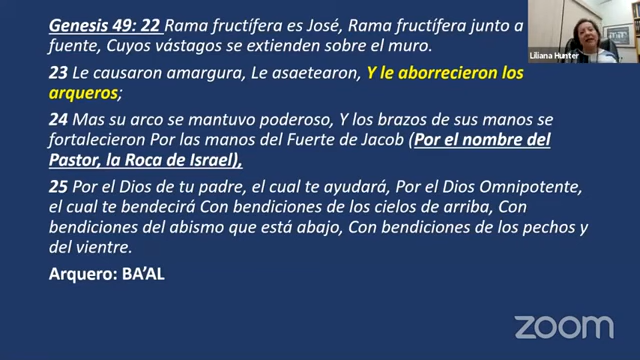 Genesis 49: 22 Rama fructífera es José, Rama fructífera junto a
fuente, Cuyos vástagos se extienden sobre el muro.
23 Le causaron amargura, Le asaetearon, Y le aborrecieron los
arqueros;
24 Mas su arco se mantuvo poderoso, Y los brazos de sus manos se
fortalecieron Por las manos del Fuerte de Jacob (Por el nombre del
Pastor, la Roca de Israel),
25 Por el Dios de tu padre, el cual te ayudará, Por el Dios Omnipotente,
el cual te bendecirá Con bendiciones de los cielos de arriba, Con
bendiciones del abismo que está abajo, Con bendiciones de los pechos y
del vientre.
Arquero: BA’AL
Liliana Hunter
zoom